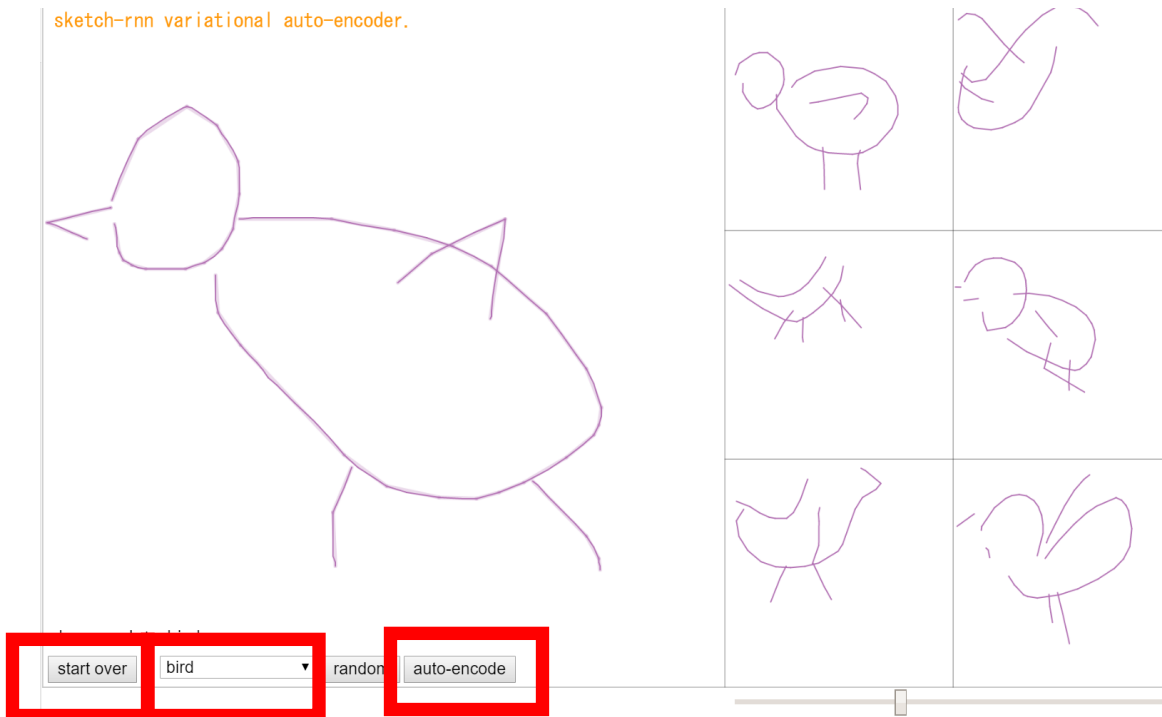 sketch-rnn variational auto-encoder.
start over
bird
random
auto-encode